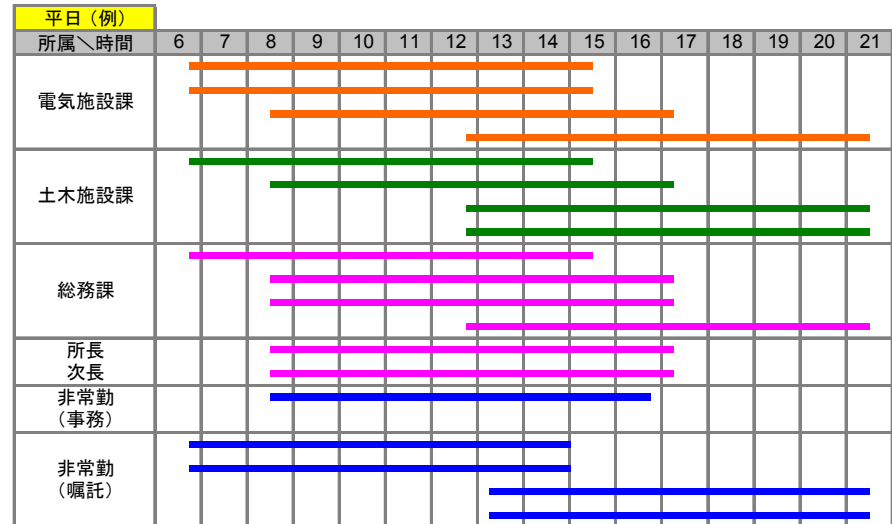 平日（例）
所属＼時間 6 7 8 9 10 11 12 13 14 15 16 17 18 19 20 21
電気施設課
土木施設課
総務課
所長
次長
非常勤
（事務）
非常勤
（嘱託）